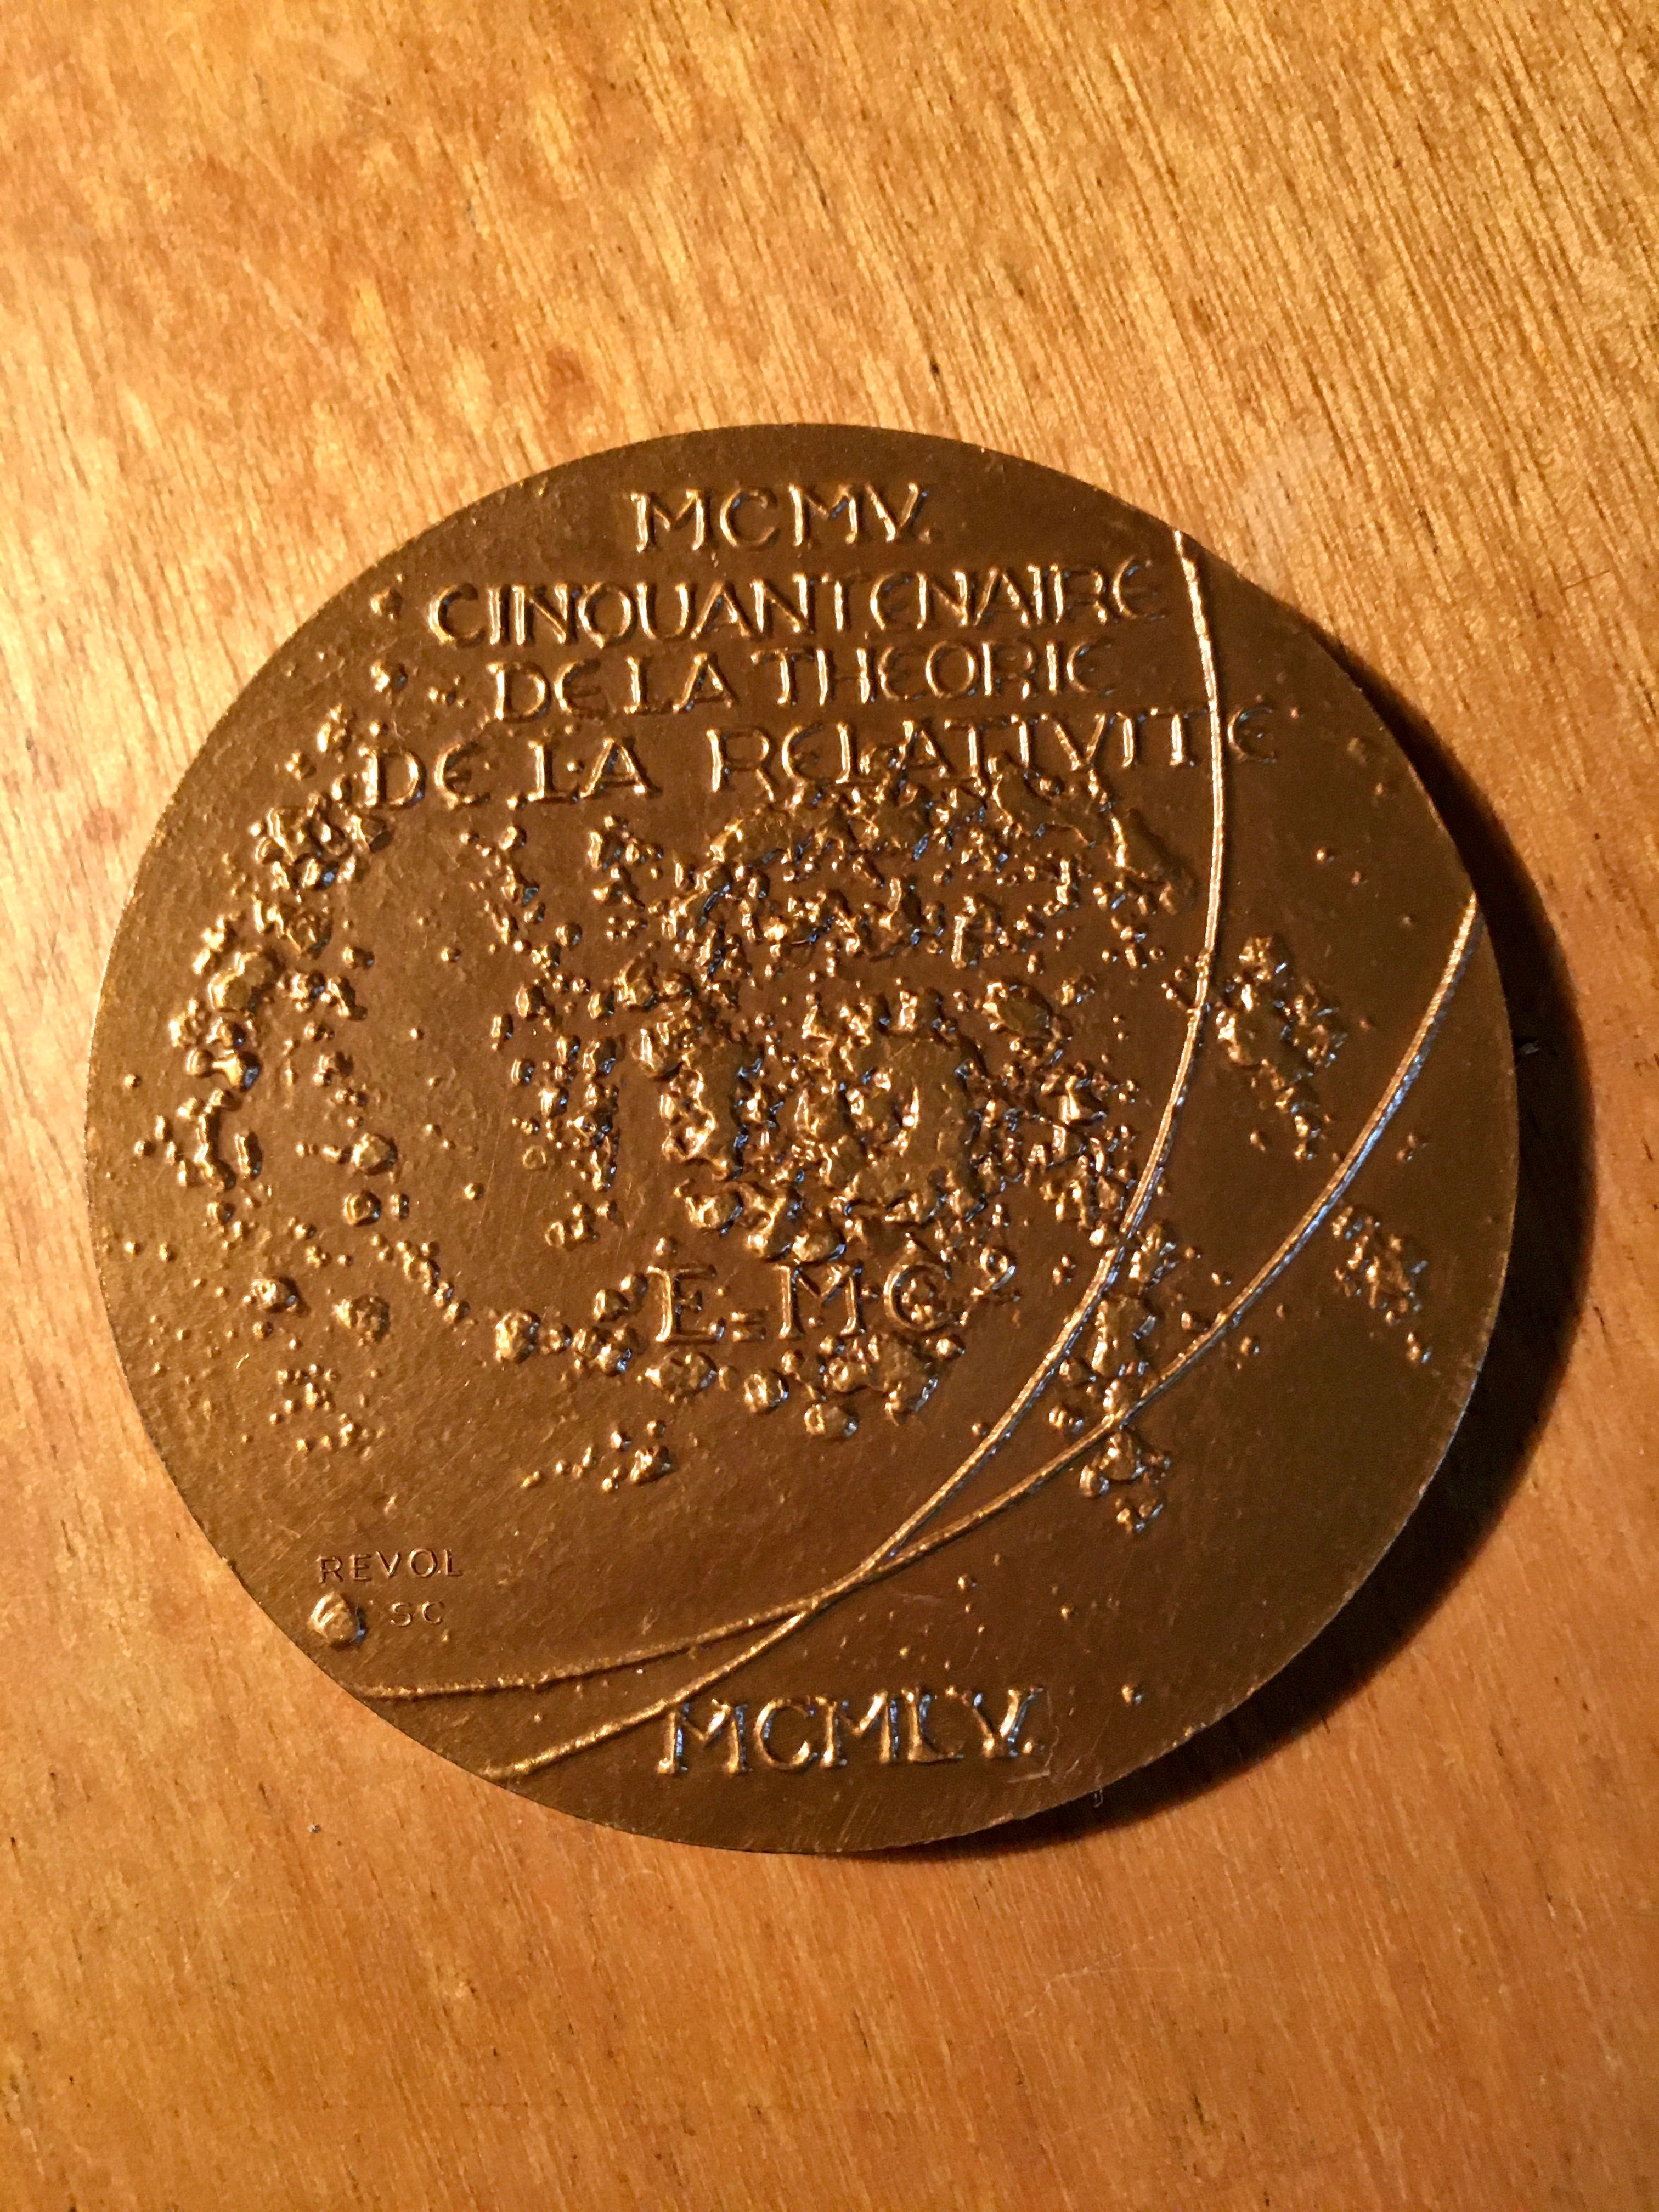 MCMV.
CINQUANTENAIRE
DE LA THEORIE
DE LA RELATIVITE
E=MC²
REVOL
SC
MCMLV.